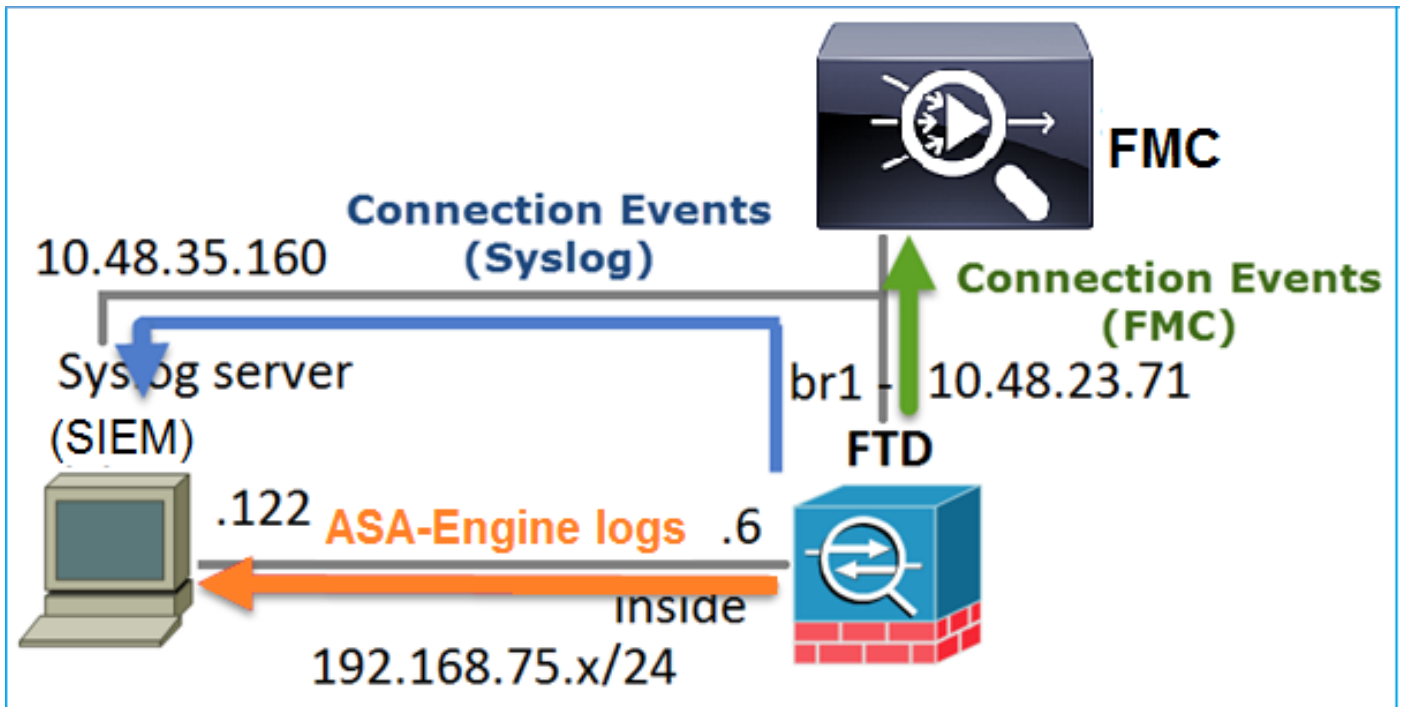 FMC
Connection Events
(Syslog)
10.48.35.160
Connection Events
(FMC)
Syslog server
(SIEM)
br1 - 10.48.23.71
FTD
.122
ASA-Engine logs
.6
inside
192.168.75.x/24